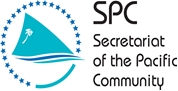 SPC
Secretariat
of the Pacific
Community